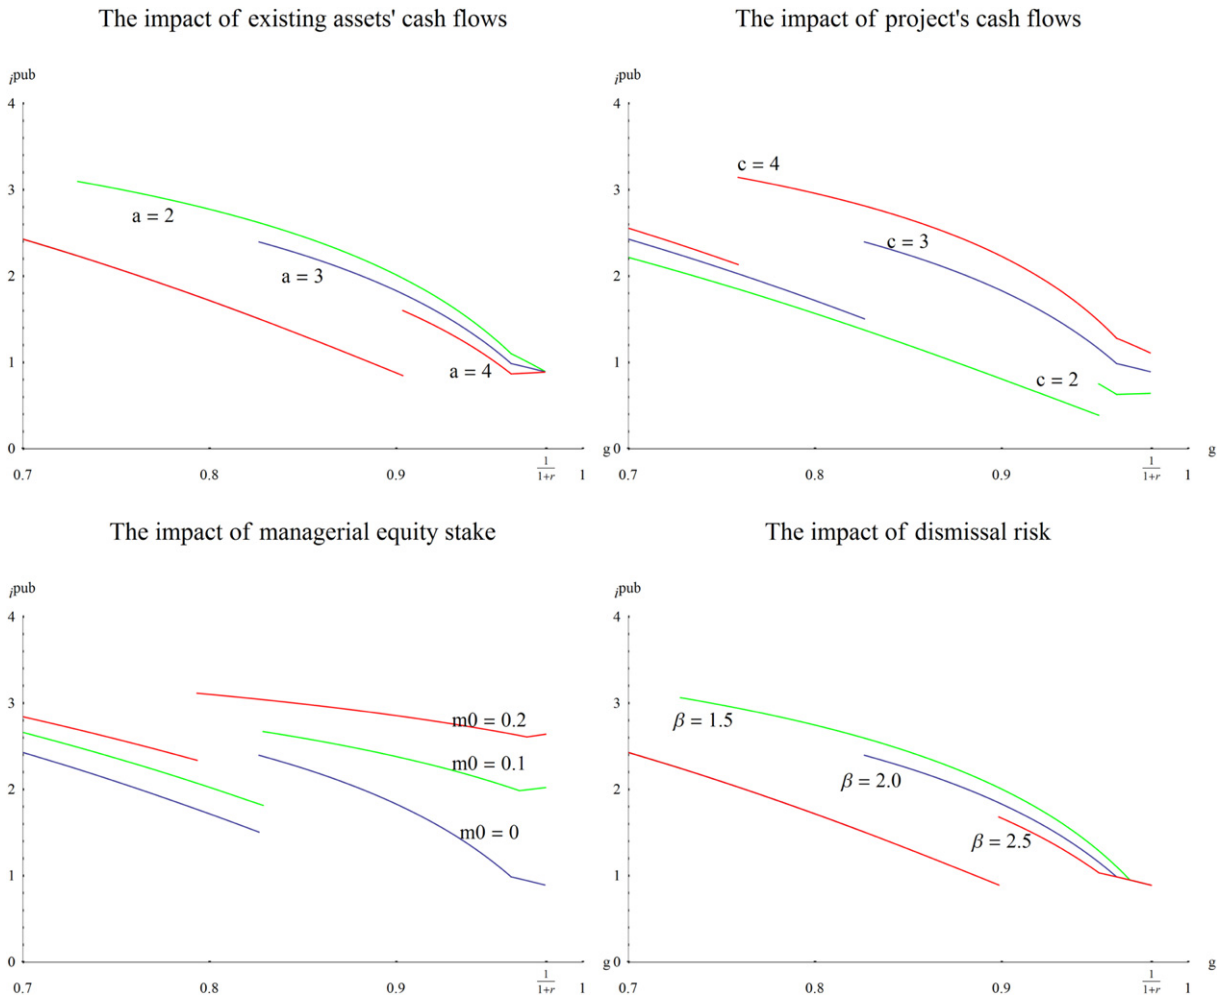 The impact of existing assets' cash flows
i^pub
4
3
2
1
0
a = 2
a = 3
a = 4
0.7 0.8 0.9 1/(1+r) 1
g
The impact of project's cash flows
i^pub
4
3
2
1
0
c = 4
c = 3
c = 2
0.7 0.8 0.9 1/(1+r) 1
g
The impact of managerial equity stake
i^pub
4
3
2
1
0
m0 = 0.2
m0 = 0.1
m0 = 0
0.7 0.8 0.9 1/(1+r) 1
g
The impact of dismissal risk
i^pub
4
3
2
1
0
β = 1.5
β = 2.0
β = 2.5
0.7 0.8 0.9 1/(1+r) 1
g